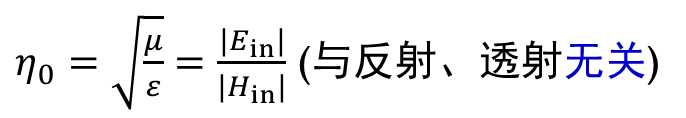 η₀ = √(μ/ε) = |E_in|/|H_in| (与反射、透射无关)